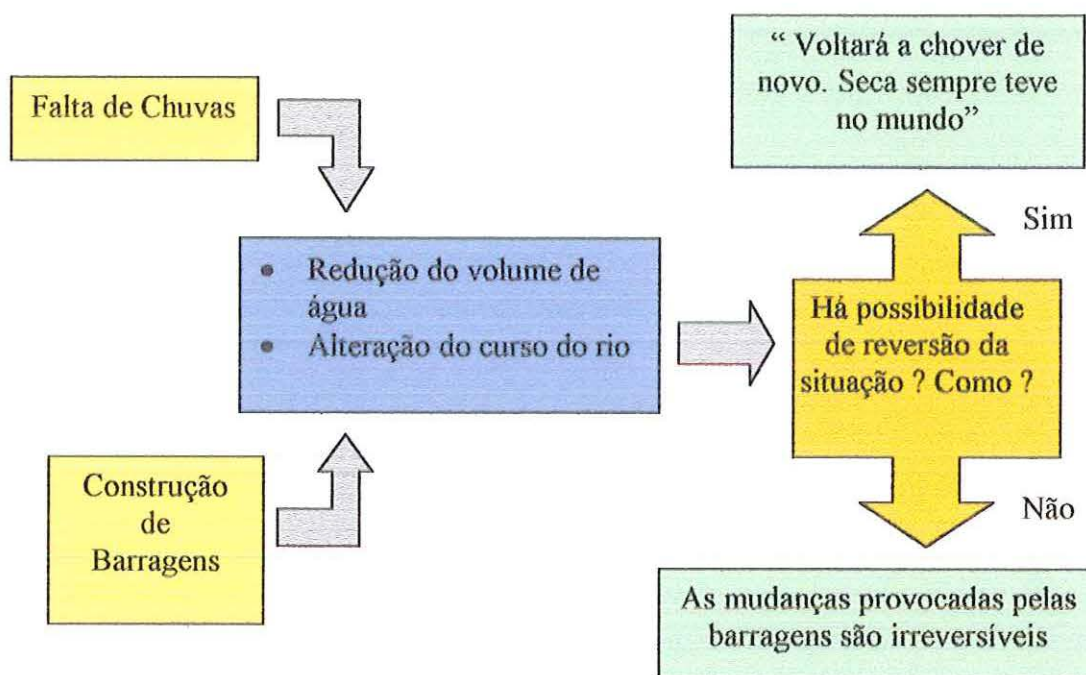 Falta de Chuvas
Construção
de
Barragens
• Redução do volume de
água
• Alteração do curso do rio
Há possibilidade
de reversão da
situação ? Como ?
Sim
“ Voltará a chover de
novo. Seca sempre teve
no mundo”
Não
As mudanças provocadas pelas
barragens são irreversíveis